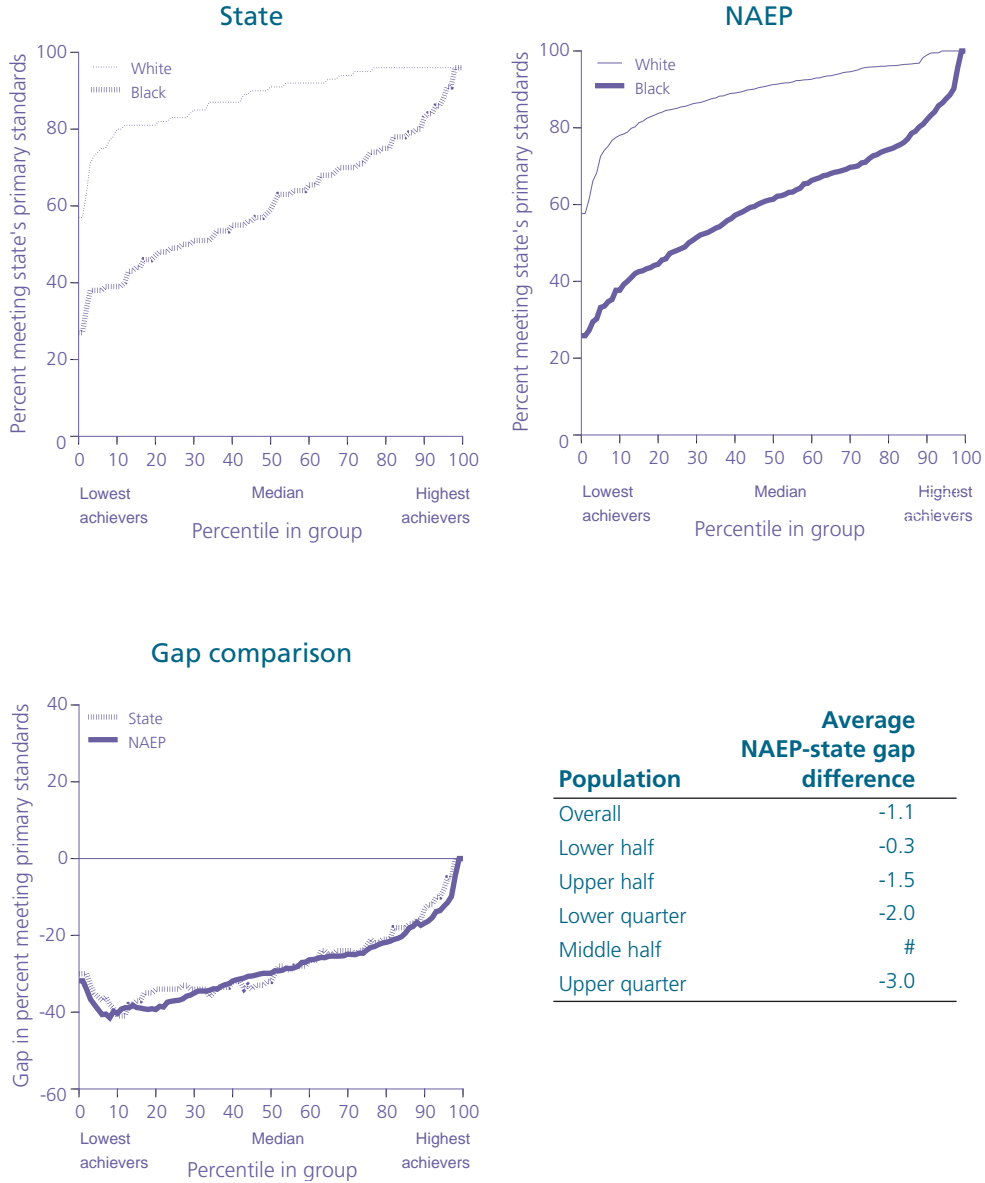 State
Percent meeting state's primary standards
100
80
60
40
20
0
White
Black
0 10 20 30 40 50 60 70 80 90 100
Lowest achievers
Median
Highest achievers
Percentile in group
NAEP
Percent meeting state's primary standards
100
80
60
40
20
0
White
Black
0 10 20 30 40 50 60 70 80 90 100
Lowest achievers
Median
Highest achievers
Percentile in group
Gap comparison
Gap in percent meeting primary standards
40
20
0
-20
-40
-60
State
NAEP
0 10 20 30 40 50 60 70 80 90 100
Lowest achievers
Median
Highest achievers
Percentile in group
Average
NAEP-state gap
Population difference
Overall -1.1
Lower half -0.3
Upper half -1.5
Lower quarter -2.0
Middle half #
Upper quarter -3.0